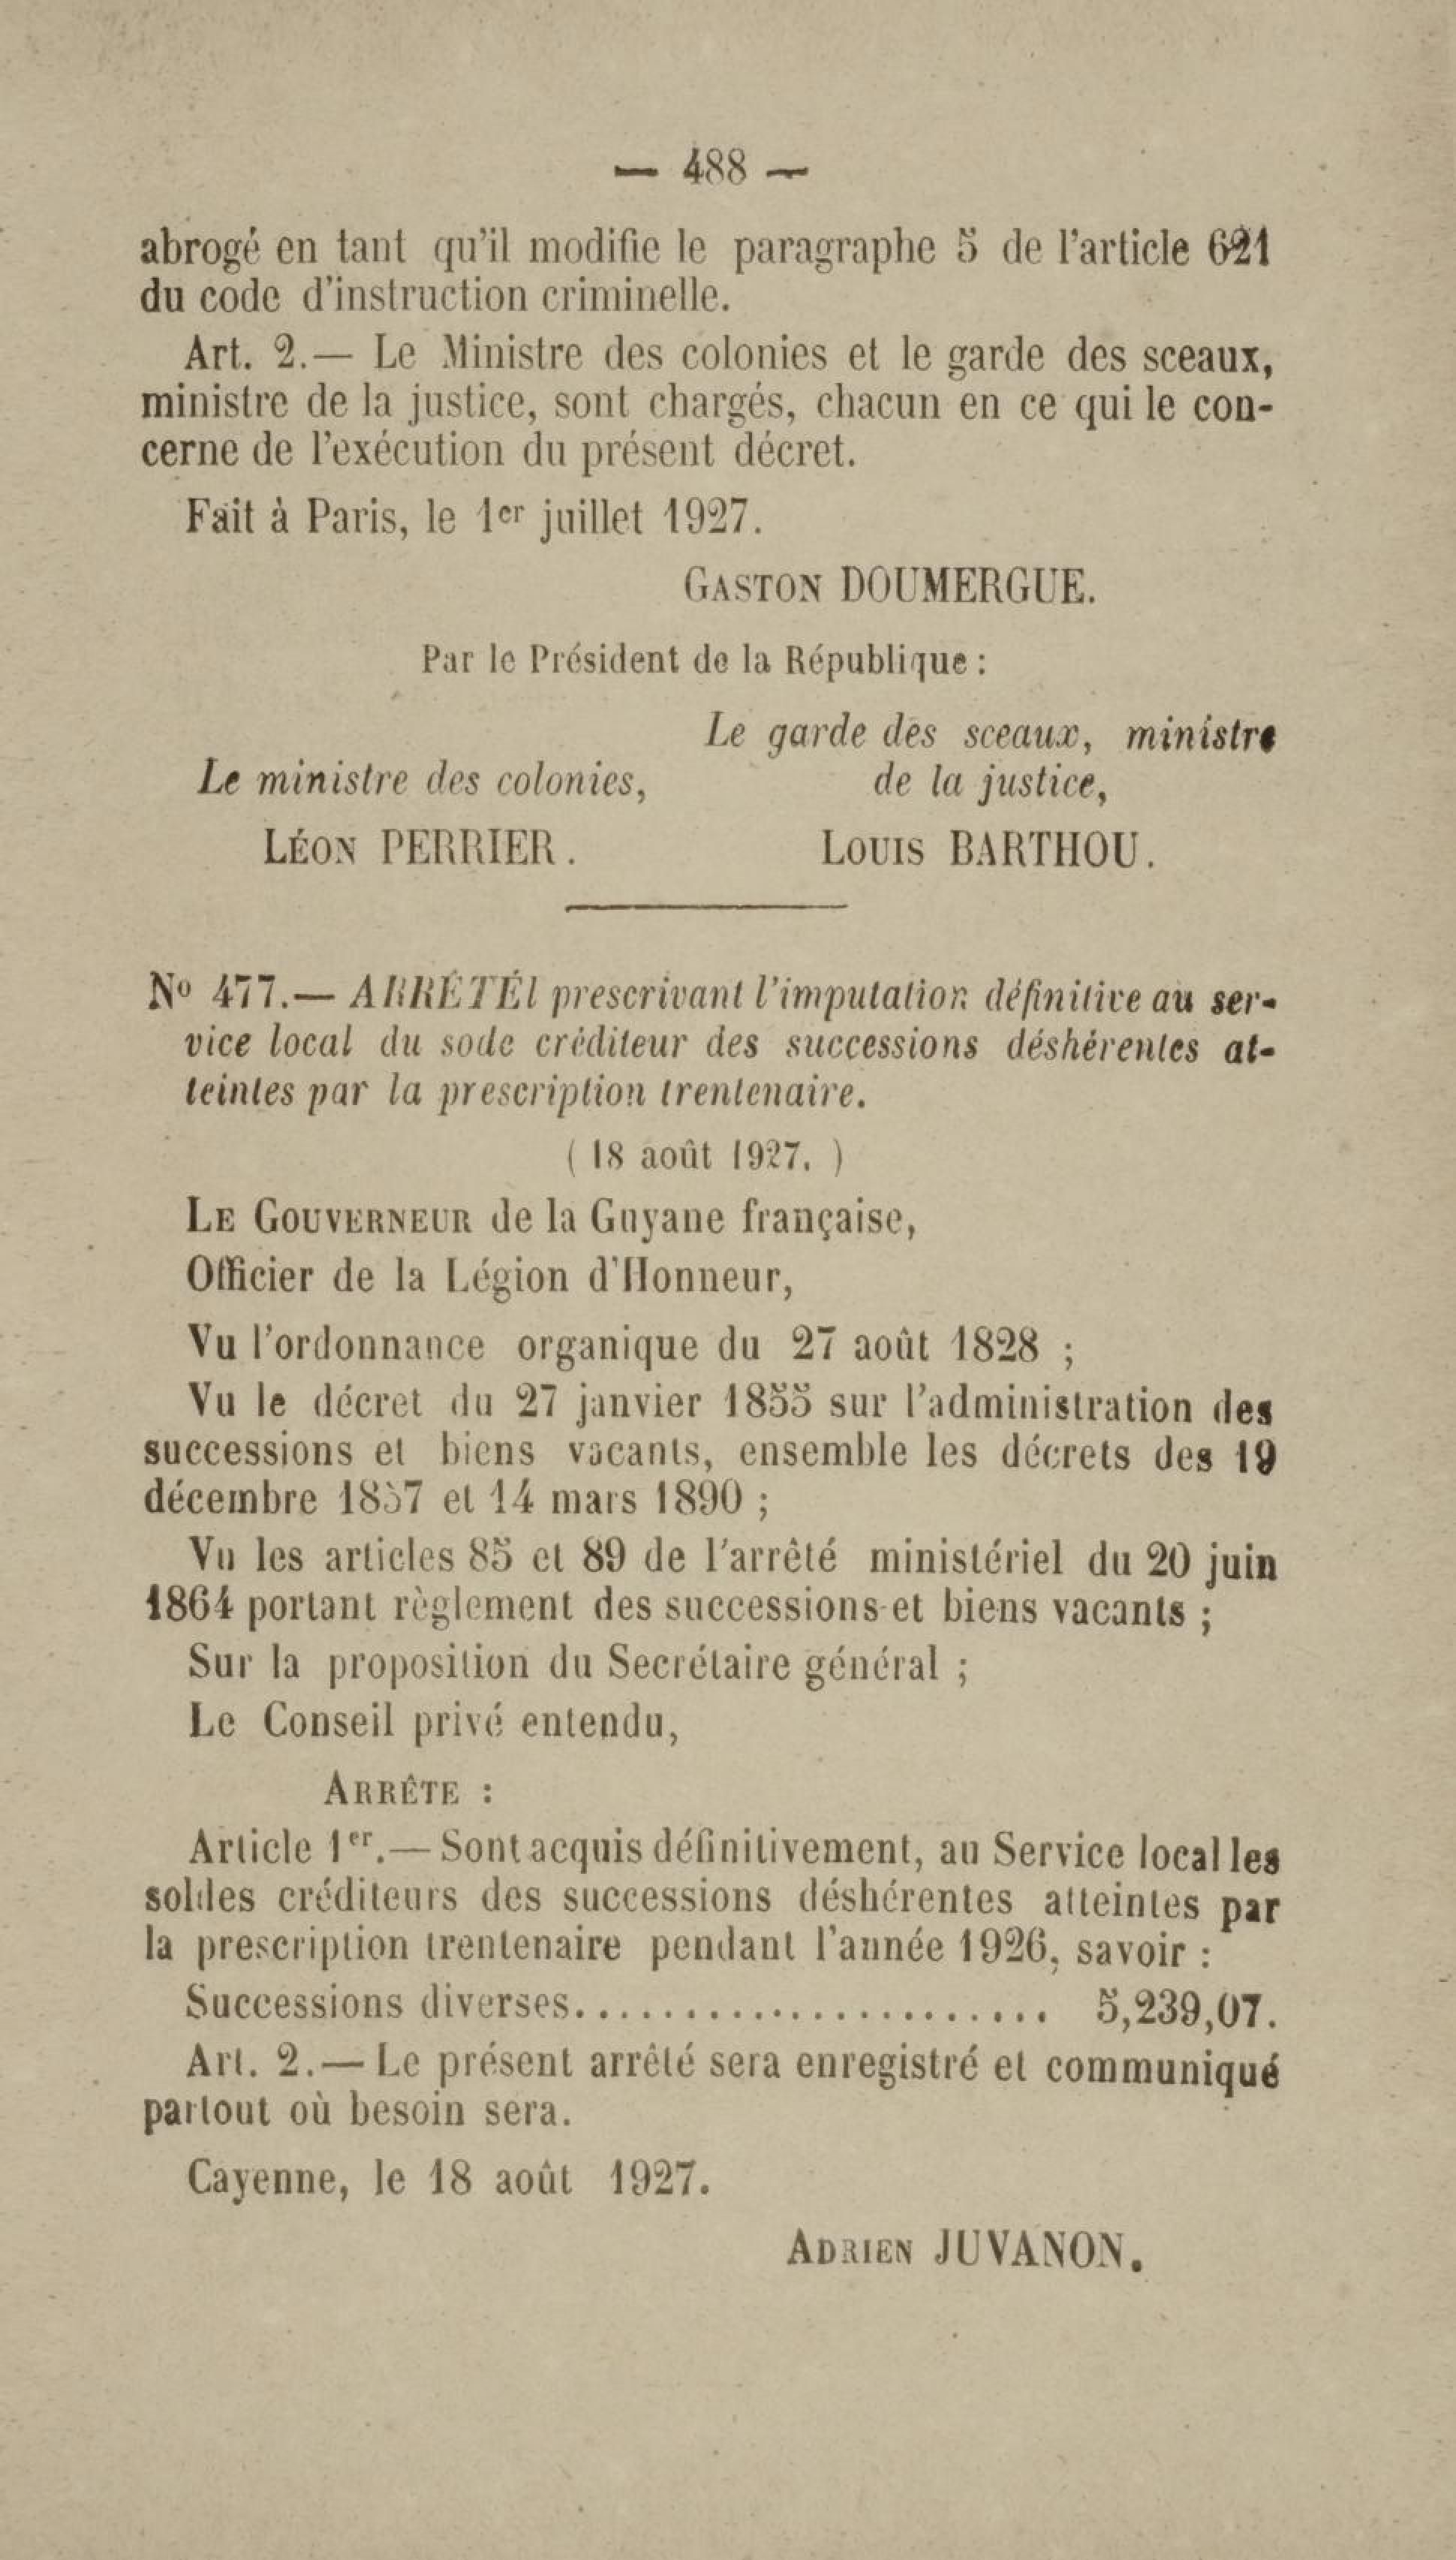 — 488 —
abrogé en tant qu'il modifie le paragraphe 5 de l'article 621
du code d'instruction criminelle.
Art. 2.— Le Ministre des colonies et le garde des sceaux,
ministre de la justice, sont chargés, chacun en ce qui le con-
cerne de l'exécution du présent décret.
Fait à Paris, le 1er juillet 1927.
GASTON DOUMERGUE.
Par le Président de la République :
Le garde des sceaux, ministre
Le ministre des colonies, de la justice,
LÉON PERRIER. LOUIS BARTHOU.
No 477.— ARRÉTÉl prescrivant l'imputation définitive au ser-
vice local du sode créditeur des successions déshérentes at-
teintes par la prescription trentenaire.
( 18 août 1927. )
LE GOUVERNEUR de la Guyane française,
Officier de la Légion d'Honneur,
Vu l'ordonnance organique du 27 août 1828 ;
Vu le décret du 27 janvier 1855 sur l'administration des
successions et biens vacants, ensemble les décrets des 19
décembre 1857 et 14 mars 1890 ;
Vu les articles 85 et 89 de l'arrêté ministériel du 20 juin
1864 portant règlement des successions et biens vacants ;
Sur la proposition du Secrétaire général ;
Le Conseil privé entendu,
ARRÊTE :
Article 1er.— Sont acquis définitivement, au Service local les
soldes créditeurs des successions déshérentes atteintes par
la prescription trentenaire pendant l'année 1926, savoir :
Successions diverses...................... 5,239,07.
Art. 2.— Le présent arrêté sera enregistré et communiqué
partout où besoin sera.
Cayenne, le 18 août 1927.
ADRIEN JUVANON.